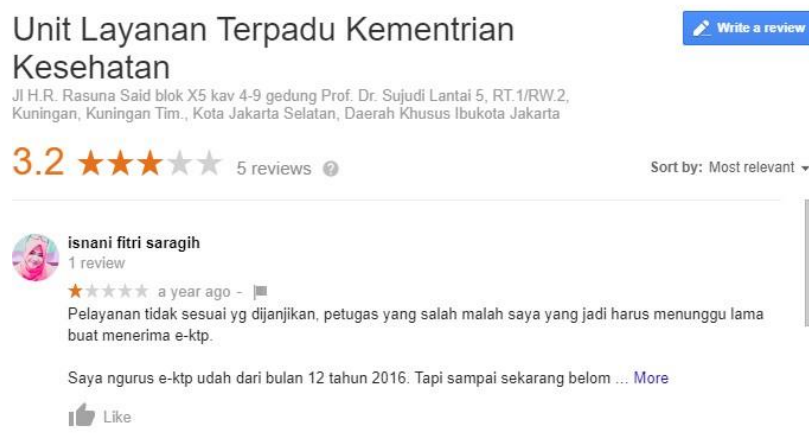 Unit Layanan Terpadu Kementrian
Kesehatan
Write a review
Jl H.R. Rasuna Said blok X5 kav 4-9 gedung Prof. Dr. Sujudi Lantai 5, RT.1/RW.2,
Kuningan, Kuningan Tim., Kota Jakarta Selatan, Daerah Khusus Ibukota Jakarta
3.2 5 reviews
Sort by: Most relevant
isnani fitri saragih
1 review
a year ago -
Pelayanan tidak sesuai yg dijanjikan, petugas yang salah malah saya yang jadi harus menunggu lama
buat menerima e-ktp.
Saya ngurus e-ktp udah dari bulan 12 tahun 2016. Tapi sampai sekarang belom ... More
Like